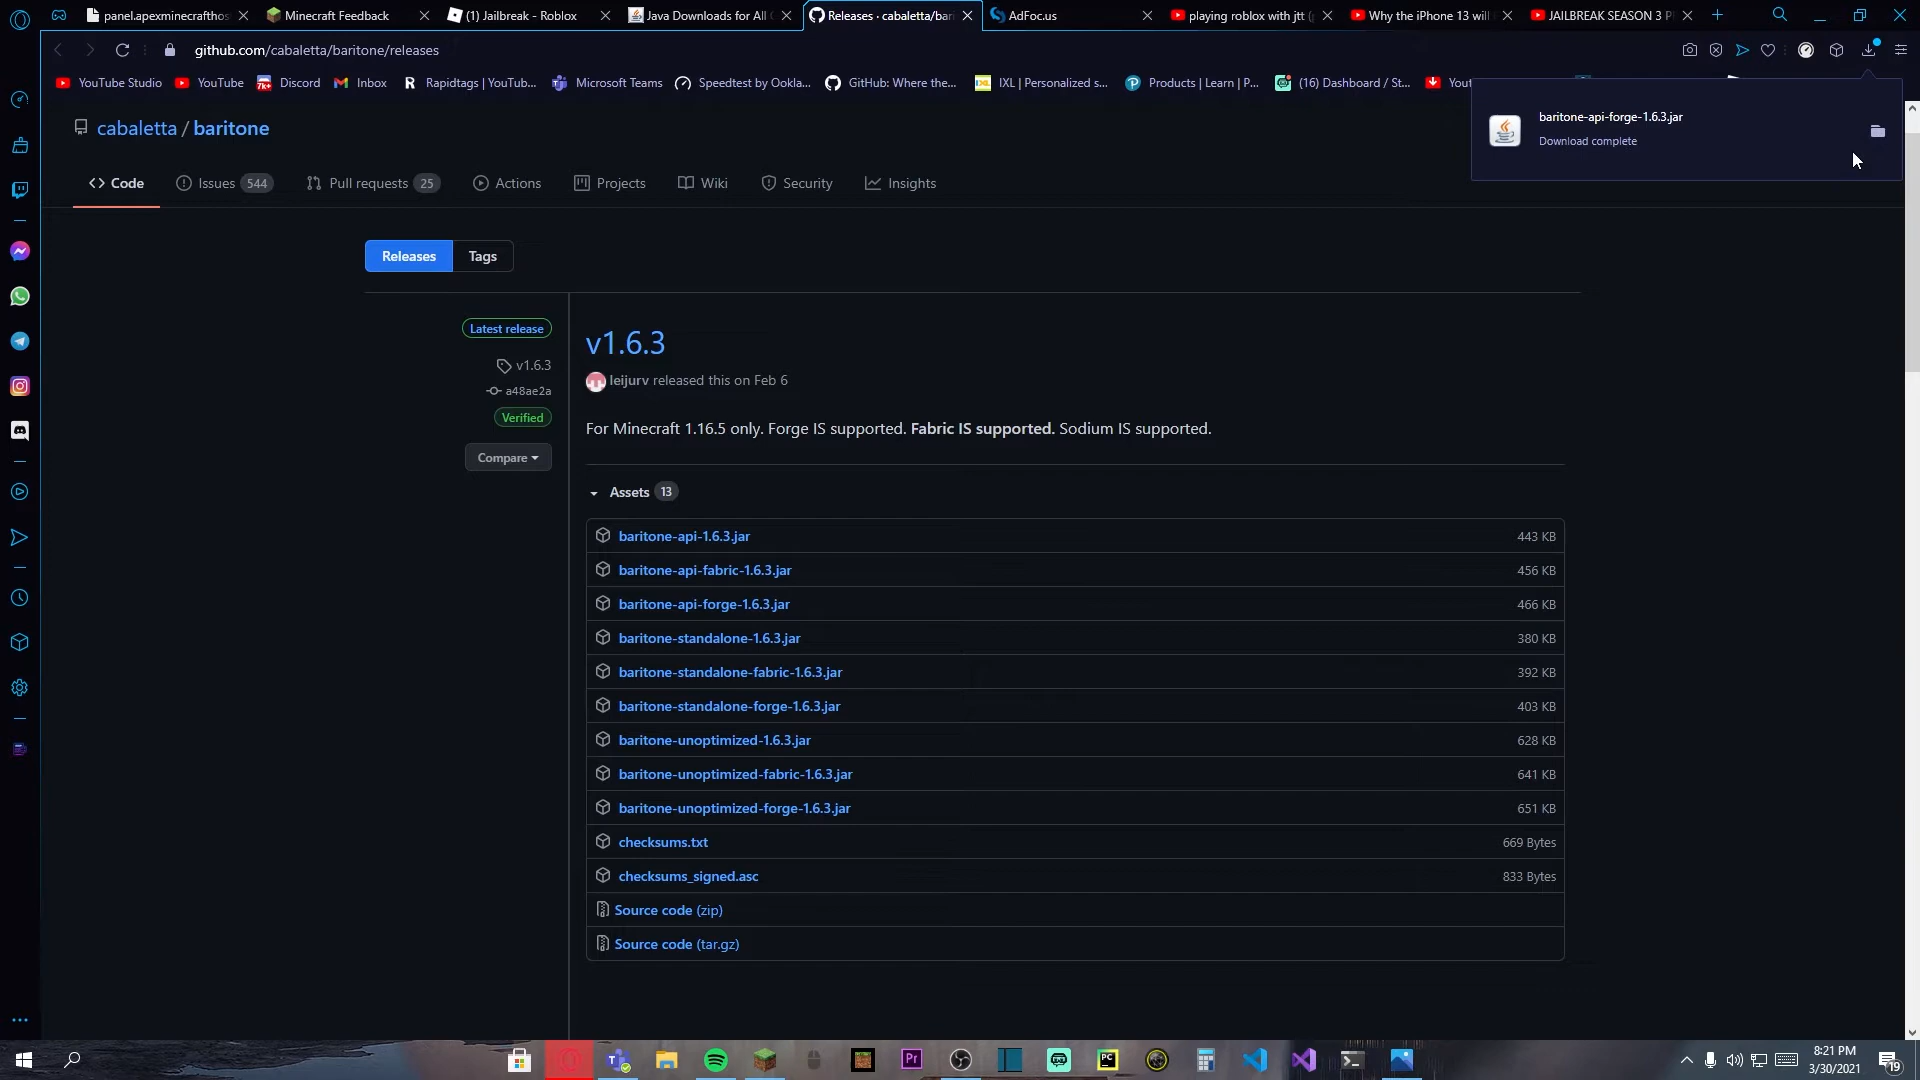 panel.apexminecrafthos
Minecraft Feedback
(1) Jailbreak - Roblox
Java Downloads for All
Releases · cabaletta/bari
AdFoc.us
playing roblox with jtt (
Why the iPhone 13 will
JAILBREAK SEASON 3 P
github.com/cabaletta/baritone/releases
YouTube Studio
YouTube
Discord
Inbox
Rapidtags | YouTub...
Microsoft Teams
Speedtest by Ookla...
GitHub: Where the...
IXL | Personalized s...
Products | Learn | P...
(16) Dashboard / St...
Yout
baritone-api-forge-1.6.3.jar
Download complete
cabaletta / baritone
Code
Issues 544
Pull requests 25
Actions
Projects
Wiki
Security
Insights
Releases
Tags
Latest release
v1.6.3
a48ae2a
Verified
Compare
v1.6.3
leijurv released this on Feb 6
For Minecraft 1.16.5 only. Forge IS supported. Fabric IS supported. Sodium IS supported.
Assets 13
baritone-api-1.6.3.jar 443 KB
baritone-api-fabric-1.6.3.jar 456 KB
baritone-api-forge-1.6.3.jar 466 KB
baritone-standalone-1.6.3.jar 380 KB
baritone-standalone-fabric-1.6.3.jar 392 KB
baritone-standalone-forge-1.6.3.jar 403 KB
baritone-unoptimized-1.6.3.jar 628 KB
baritone-unoptimized-fabric-1.6.3.jar 641 KB
baritone-unoptimized-forge-1.6.3.jar 651 KB
checksums.txt 669 Bytes
checksums_signed.asc 833 Bytes
Source code (zip)
Source code (tar.gz)
8:21 PM
3/30/2021
19